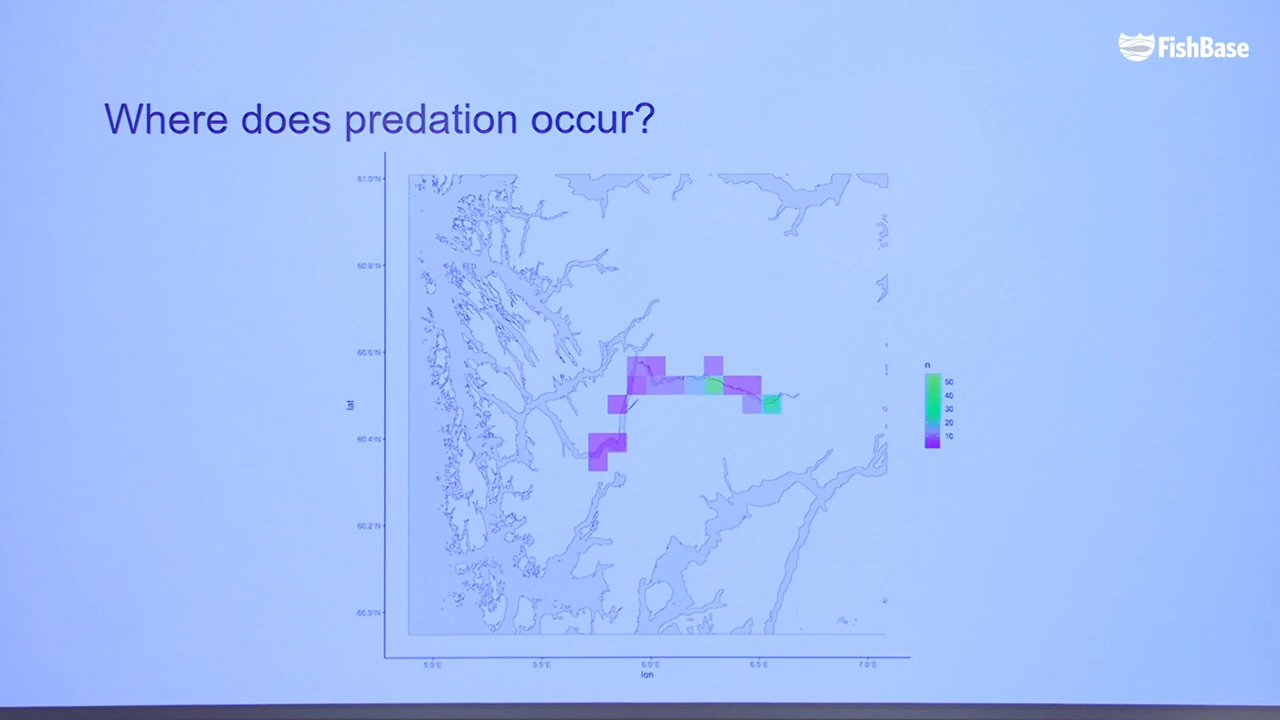 FishBase
Where does predation occur?
61.0°N
60.8°N
60.6°N
60.4°N
60.2°N
60.0°N
lat
5.0°E
5.5°E
6.0°E
6.5°E
7.0°E
lon
n
50
40
30
20
10